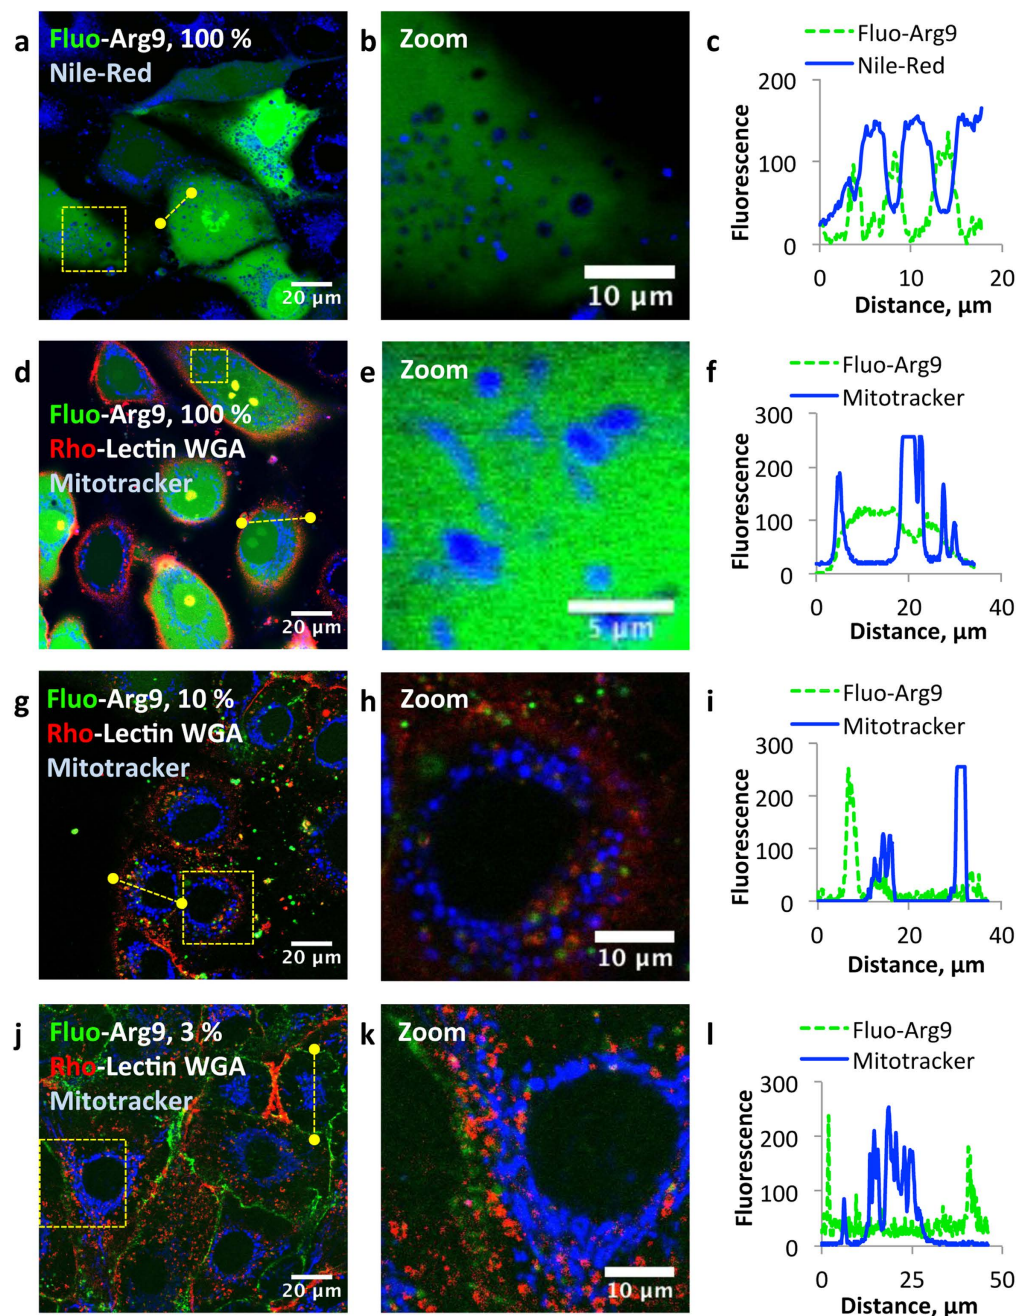 a
Fluo-Arg9, 100 %
Nile-Red
20 µm
b
Zoom
10 µm
c
Fluo-Arg9
Nile-Red
Fluorescence
200
100
0
0 10 20
Distance, µm
d
Fluo-Arg9, 100 %
Rho-Lectin WGA
Mitotracker
20 µm
e
Zoom
5 µm
f
Fluo-Arg9
Mitotracker
Fluorescence
300
200
100
0
0 20 40
Distance, µm
g
Fluo-Arg9, 10 %
Rho-Lectin WGA
Mitotracker
20 µm
h
Zoom
10 µm
i
Fluo-Arg9
Mitotracker
Fluorescence
300
200
100
0
0 20 40
Distance, µm
j
Fluo-Arg9, 3 %
Rho-Lectin WGA
Mitotracker
20 µm
k
Zoom
10 µm
l
Fluo-Arg9
Mitotracker
Fluorescence
300
200
100
0
0 25 50
Distance, µm